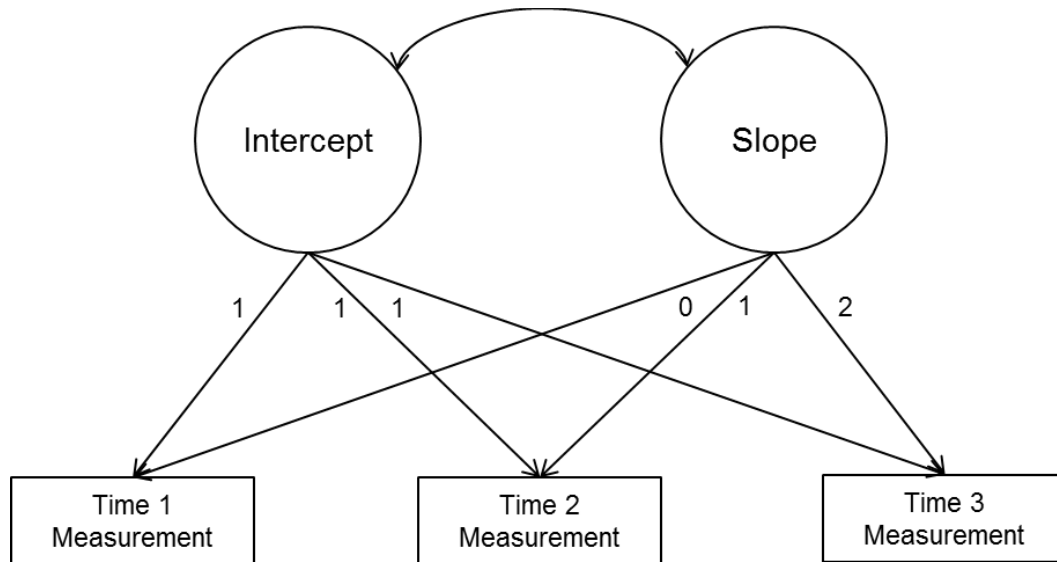 Intercept
Slope
1
1
1
0
1
2
Time 1
Measurement
Time 2
Measurement
Time 3
Measurement